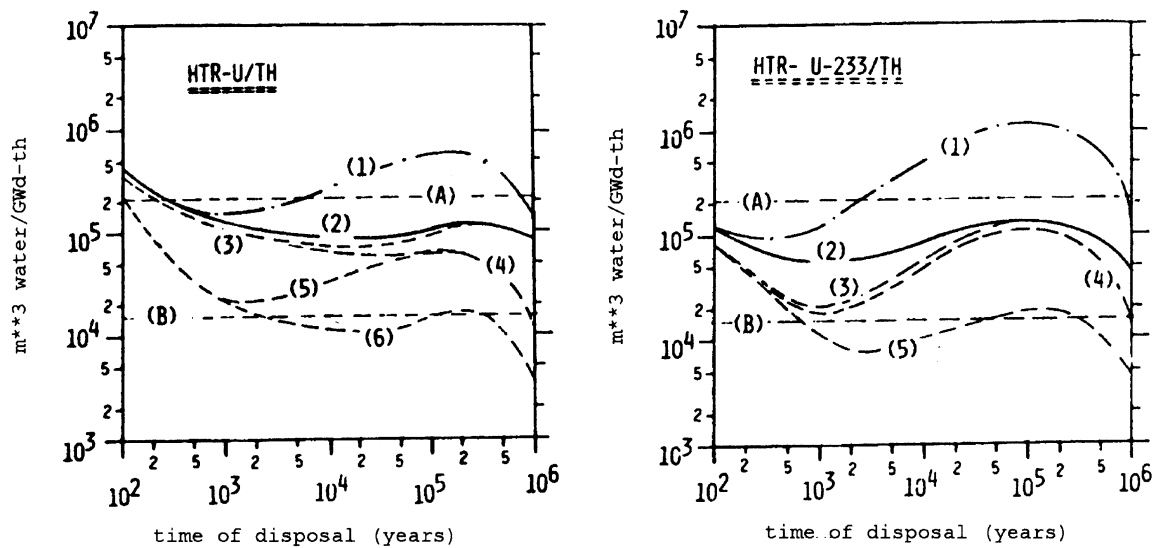 HTR-U/TH
m**3 water/GWd-th
10^7
5
2
10^6
5
2
10^5
5
2
10^4
5
2
10^3
(1)
(A)
(2)
(3)
(4)
(5)
(B)
(6)
2 5 2 5 2 5 2 5
10^2 10^3 10^4 10^5 10^6
time of disposal (years)
HTR- U-233/TH
m**3 water/GWd-th
10^7
5
2
10^6
5
2
10^5
5
2
10^4
5
2
10^3
(1)
(A)
(2)
(3)
(4)
(B)
(5)
2 5 2 5 2 5 2 5
10^2 10^3 10^4 10^5 10^6
time of disposal (years)